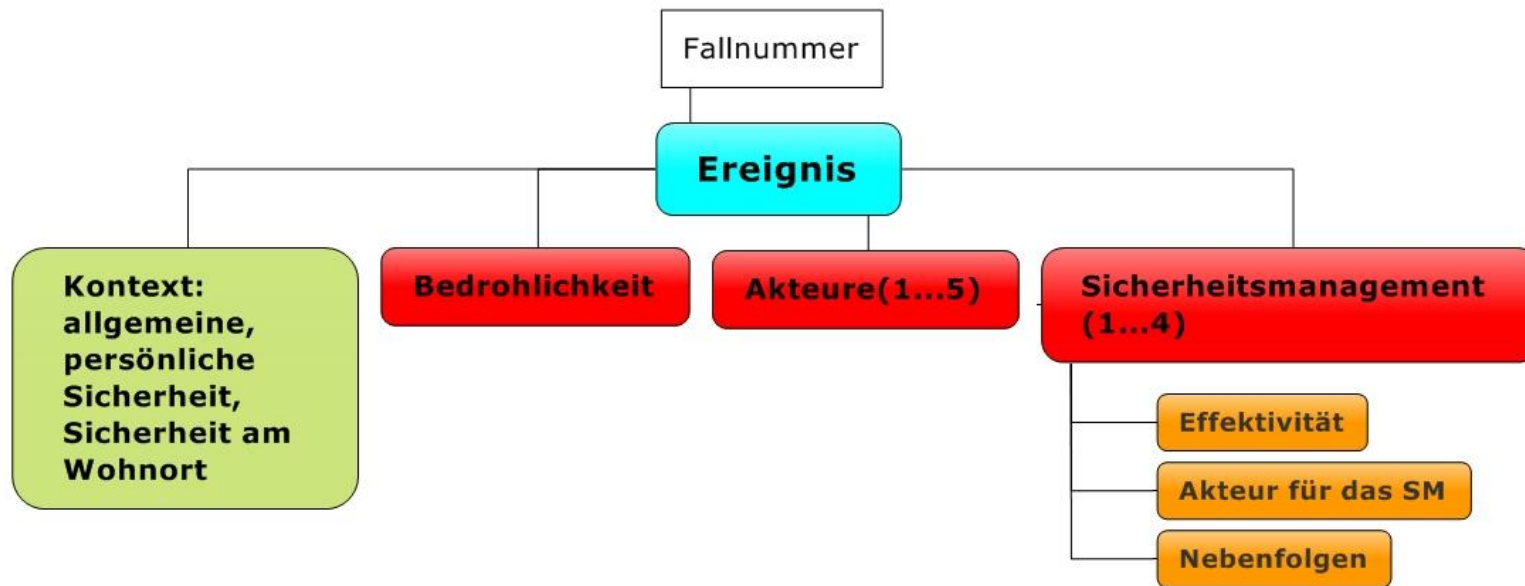 Fallnummer
Ereignis
Kontext:
allgemeine,
persönliche
Sicherheit,
Sicherheit am
Wohnort
Bedrohlichkeit
Akteure(1...5)
Sicherheitsmanagement
(1...4)
Effektivität
Akteur für das SM
Nebenfolgen